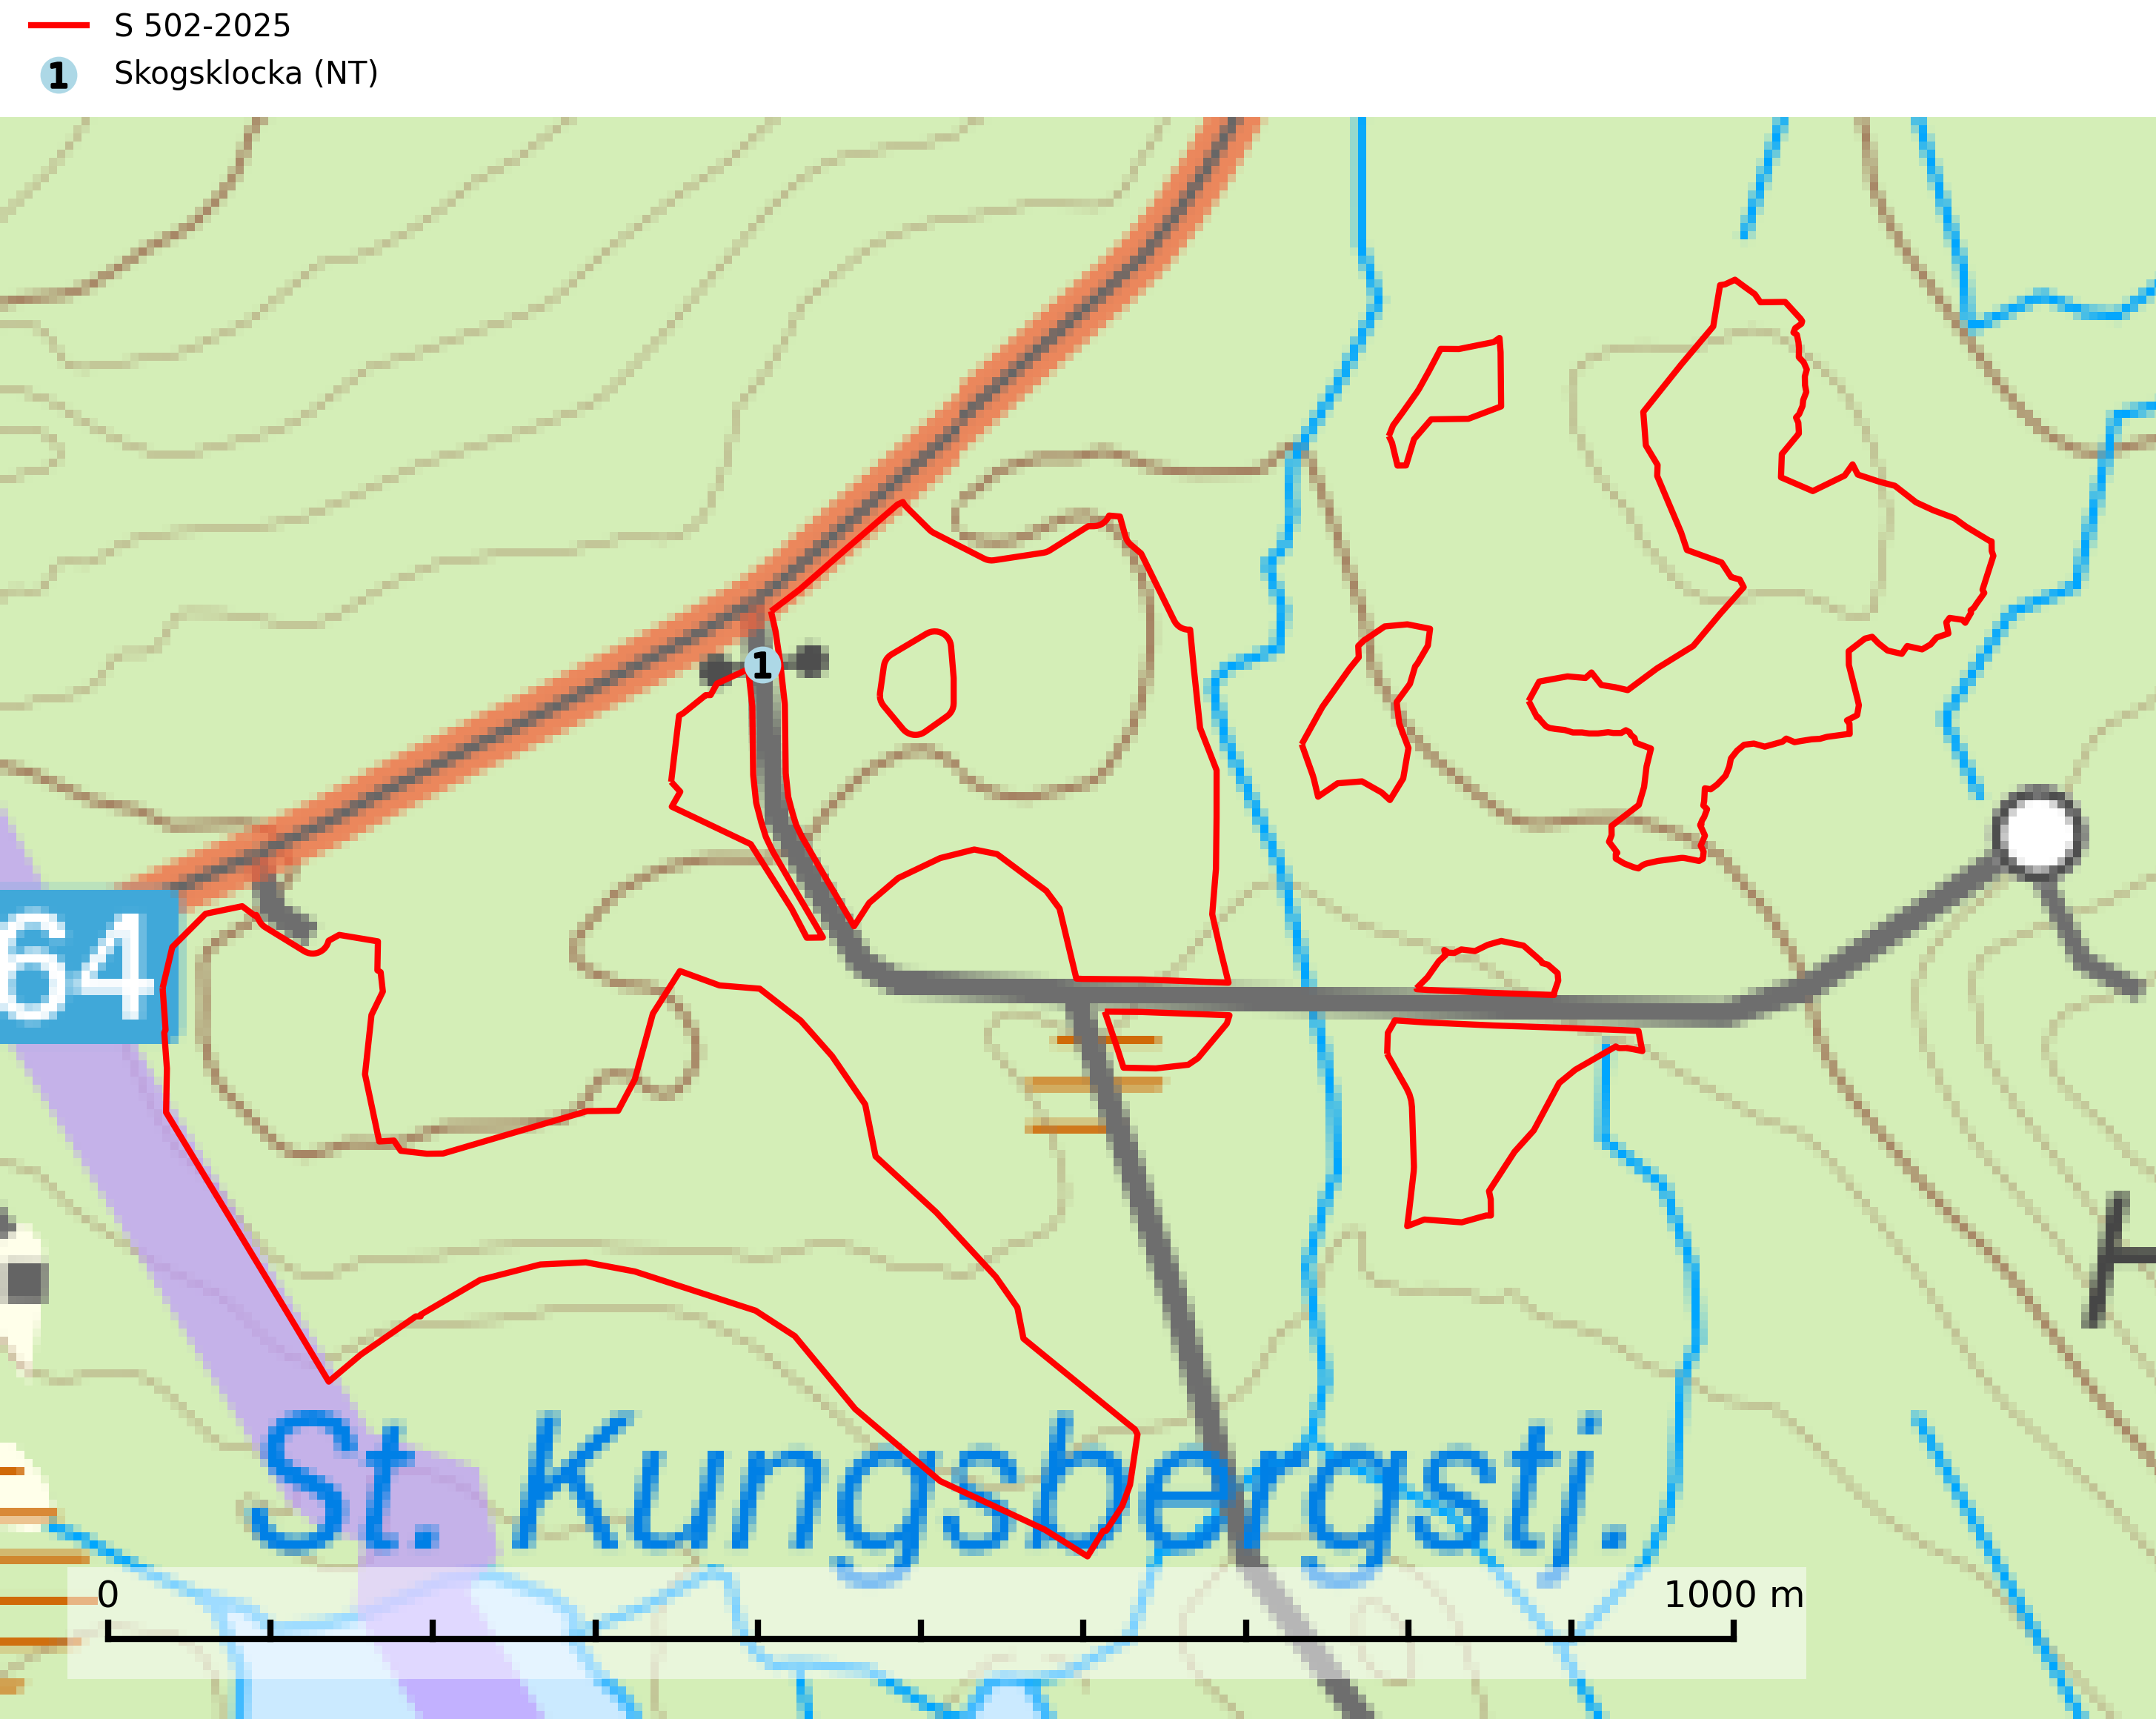 S 502-2025
1 Skogsklocka (NT)
1
64
St. Kungsbergstj.
0 1000 m